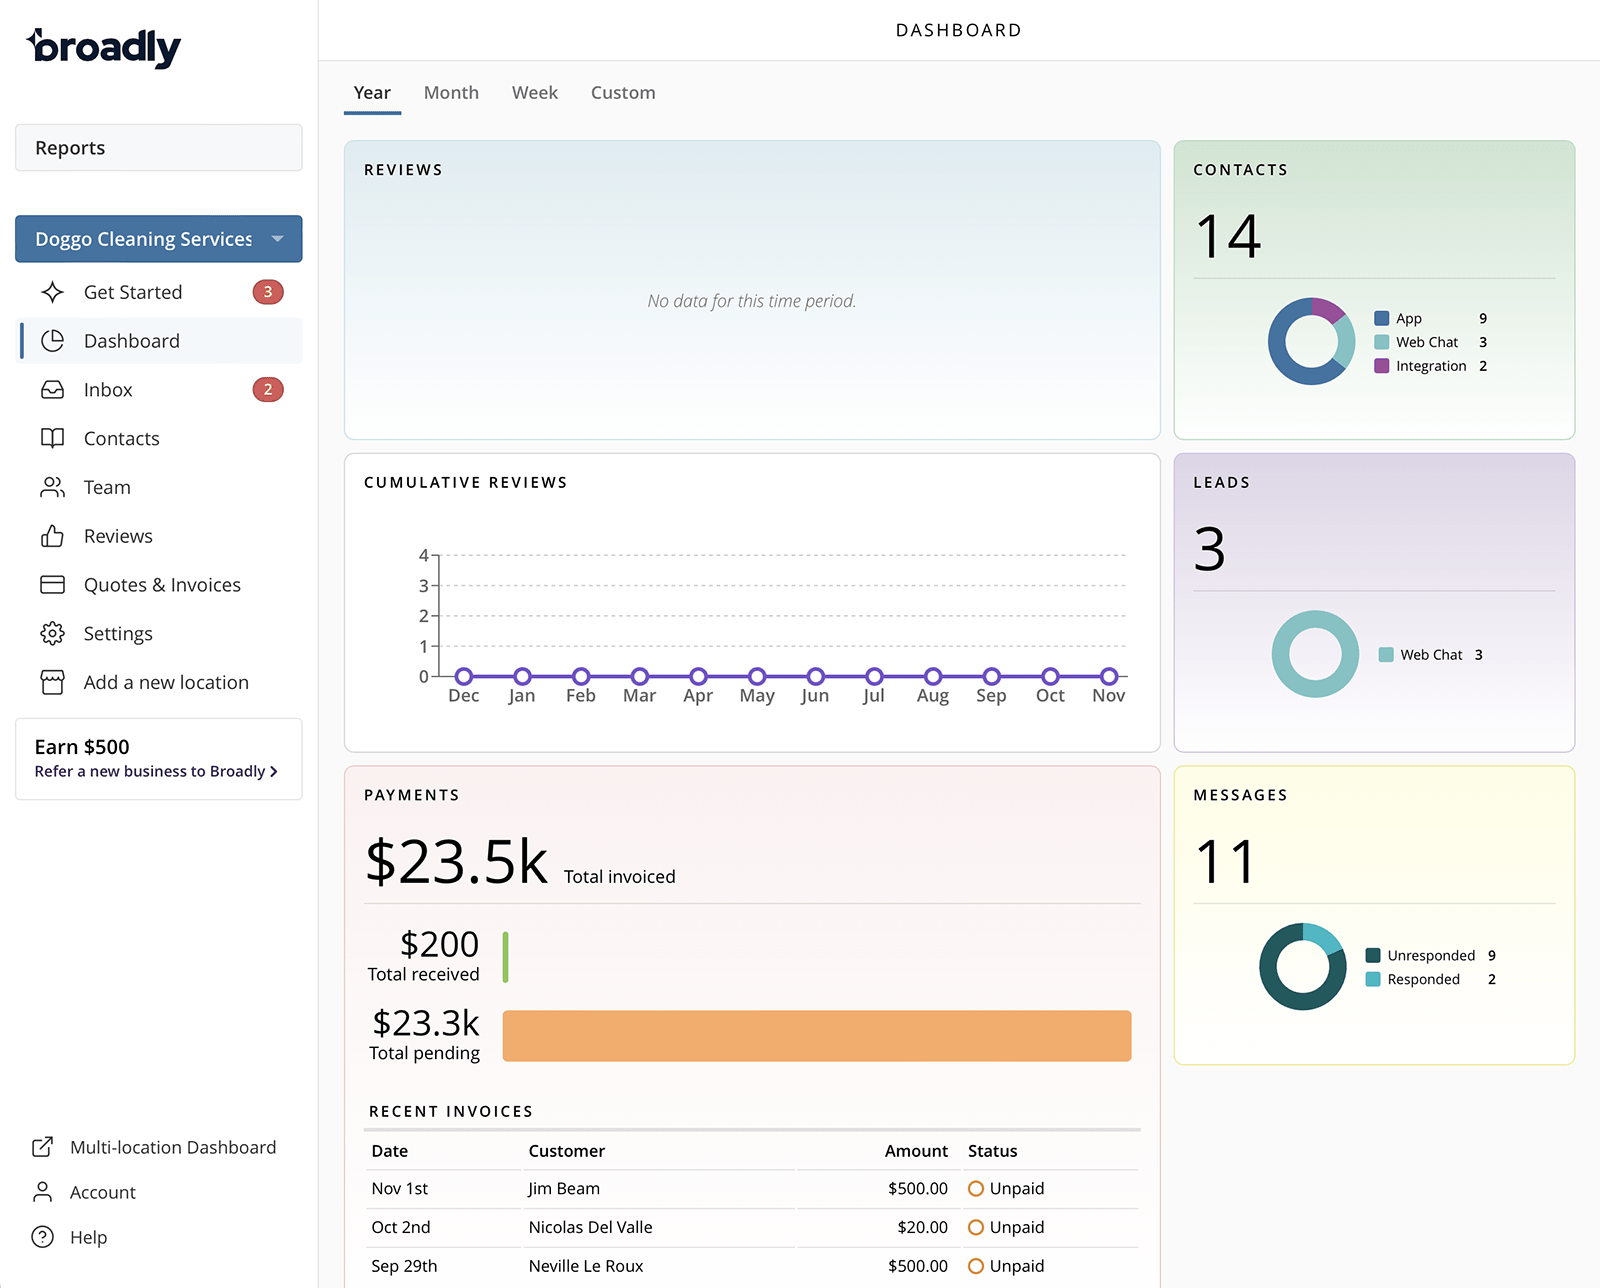 broadly
DASHBOARD
Reports
Doggo Cleaning Services
Get Started 3
Dashboard
Inbox 2
Contacts
Team
Reviews
Quotes & Invoices
Settings
Add a new location
Earn $500
Refer a new business to Broadly
Multi-location Dashboard
Account
Help
Year Month Week Custom
REVIEWS
No data for this time period.
CONTACTS
14
App 9
Web Chat 3
Integration 2
CUMULATIVE REVIEWS
4
3
2
1
0
Dec Jan Feb Mar Apr May Jun Jul Aug Sep Oct Nov
LEADS
3
Web Chat 3
PAYMENTS
$23.5k Total invoiced
$200
Total received
$23.3k
Total pending
RECENT INVOICES
Date Customer Amount Status
Nov 1st Jim Beam $500.00 Unpaid
Oct 2nd Nicolas Del Valle $20.00 Unpaid
Sep 29th Neville Le Roux $500.00 Unpaid
MESSAGES
11
Unresponded 9
Responded 2